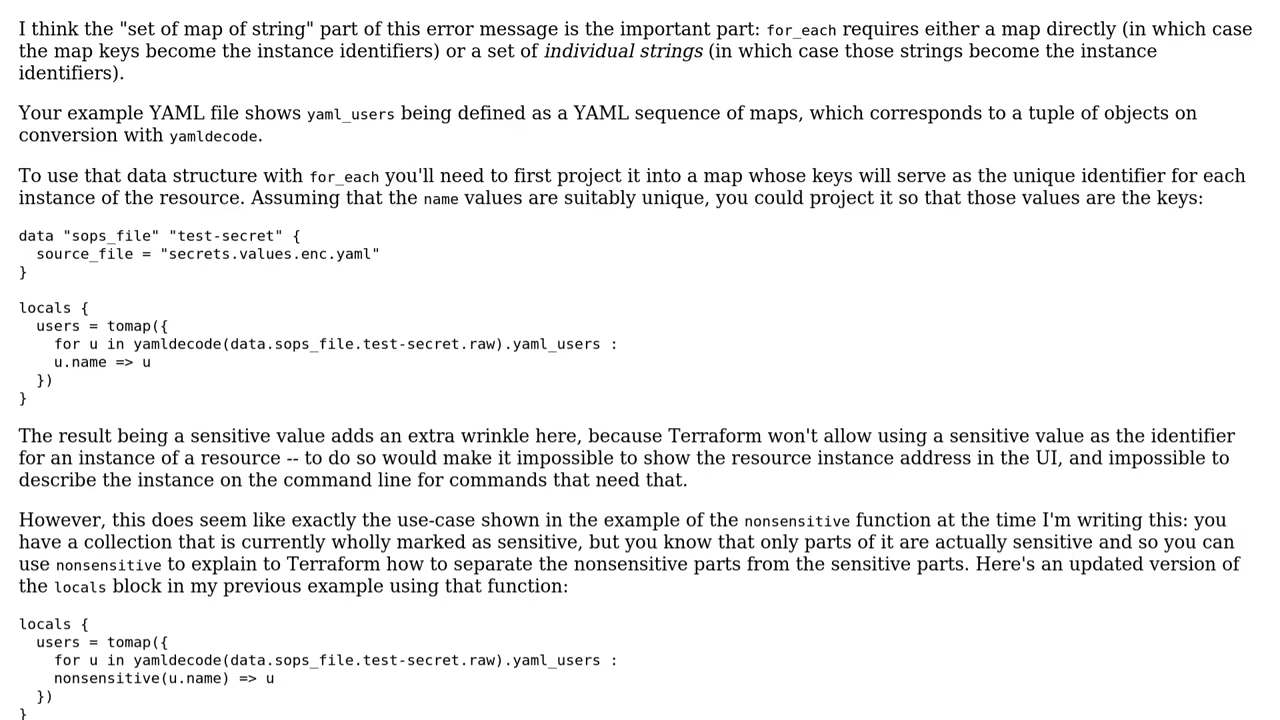 I think the "set of map of string" part of this error message is the important part: for_each requires either a map directly (in which case
the map keys become the instance identifiers) or a set of individual strings (in which case those strings become the instance
identifiers).
Your example YAML file shows yaml_users being defined as a YAML sequence of maps, which corresponds to a tuple of objects on
conversion with yamldecode.
To use that data structure with for_each you'll need to first project it into a map whose keys will serve as the unique identifier for each
instance of the resource. Assuming that the name values are suitably unique, you could project it so that those values are the keys:
data "sops_file" "test-secret" {
  source_file = "secrets.values.enc.yaml"
}
locals {
  users = tomap({
    for u in yamldecode(data.sops_file.test-secret.raw).yaml_users :
    u.name => u
  })
}
The result being a sensitive value adds an extra wrinkle here, because Terraform won't allow using a sensitive value as the identifier
for an instance of a resource -- to do so would make it impossible to show the resource instance address in the UI, and impossible to
describe the instance on the command line for commands that need that.
However, this does seem like exactly the use-case shown in the example of the nonsensitive function at the time I'm writing this: you
have a collection that is currently wholly marked as sensitive, but you know that only parts of it are actually sensitive and so you can
use nonsensitive to explain to Terraform how to separate the nonsensitive parts from the sensitive parts. Here's an updated version of
the locals block in my previous example using that function:
locals {
  users = tomap({
    for u in yamldecode(data.sops_file.test-secret.raw).yaml_users :
    nonsensitive(u.name) => u
  })
}